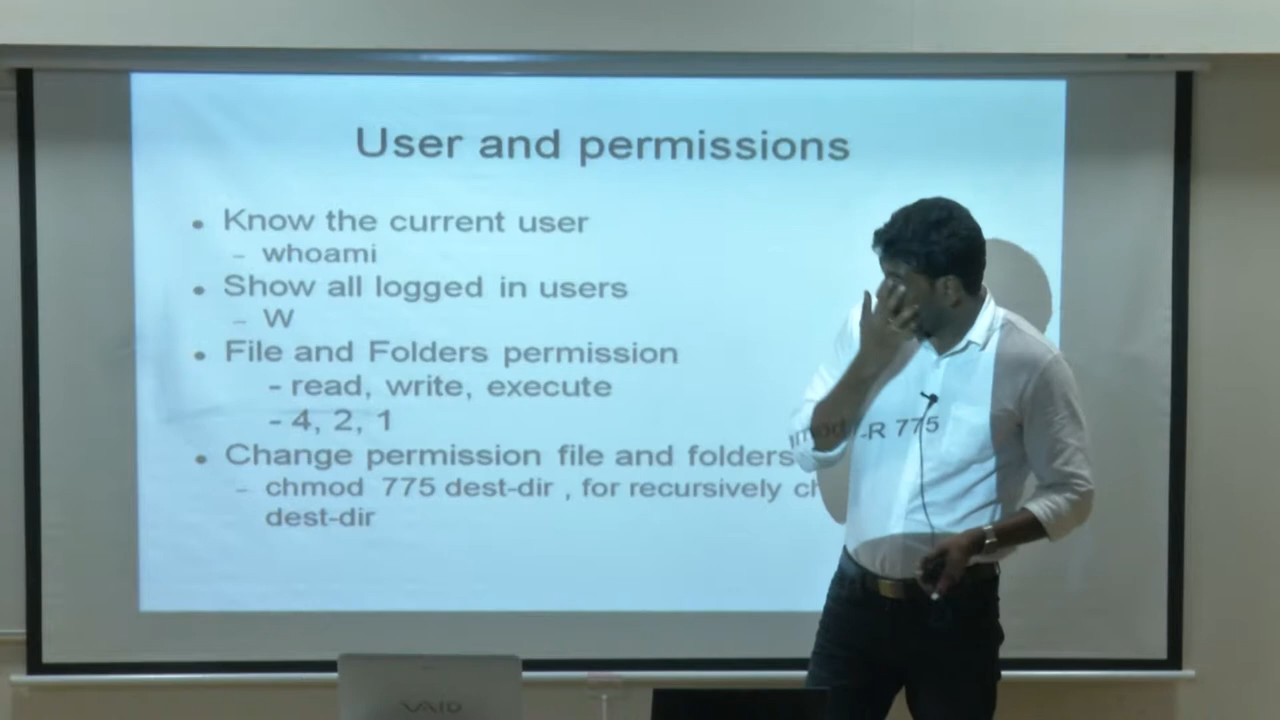 User and permissions
• Know the current user
– whoami
• Show all logged in users
– W
• File and Folders permission
- read, write, execute
- 4, 2, 1
• Change permission file and folders
– chmod 775 dest-dir , for recursively -R 775
dest-dir
VAIO